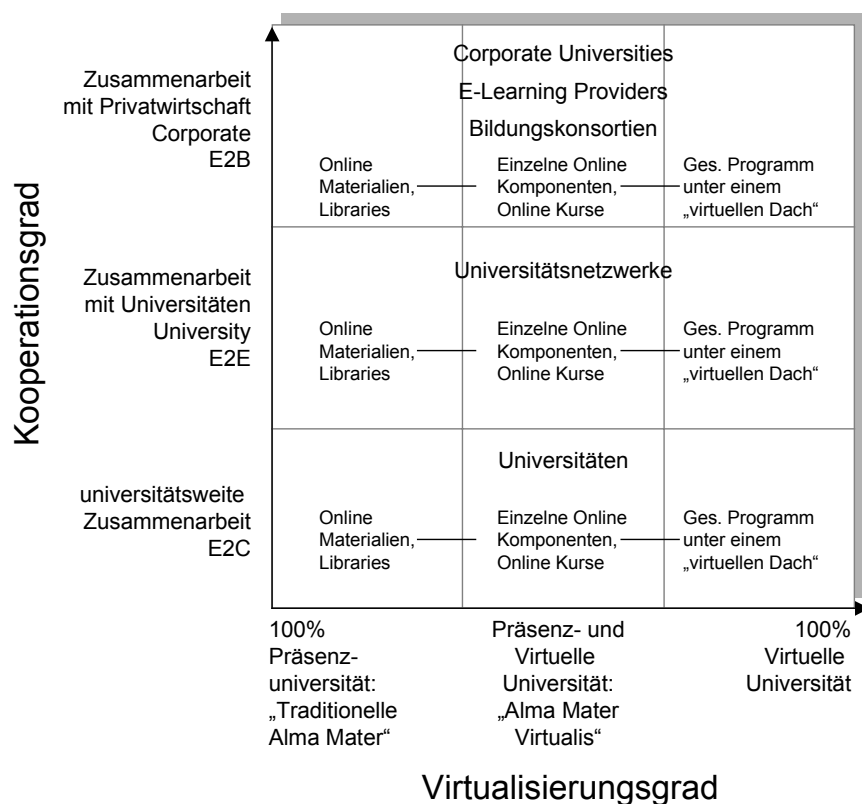 Kooperationsgrad
Zusammenarbeit
mit Privatwirtschaft
Corporate
E2B
Corporate Universities
E-Learning Providers
Bildungskonsortien
Online
Materialien,
Libraries
Einzelne Online
Komponenten,
Online Kurse
Ges. Programm
unter einem
„virtuellen Dach“
Zusammenarbeit
mit Universitäten
University
E2E
Universitätsnetzwerke
Online
Materialien,
Libraries
Einzelne Online
Komponenten,
Online Kurse
Ges. Programm
unter einem
„virtuellen Dach“
universitätsweite
Zusammenarbeit
E2C
Universitäten
Online
Materialien,
Libraries
Einzelne Online
Komponenten,
Online Kurse
Ges. Programm
unter einem
„virtuellen Dach“
100%
Präsenz-
universität:
„Traditionelle
Alma Mater“
Präsenz- und
Virtuelle
Universität:
„Alma Mater
Virtualis“
100%
Virtuelle
Universität
Virtualisierungsgrad